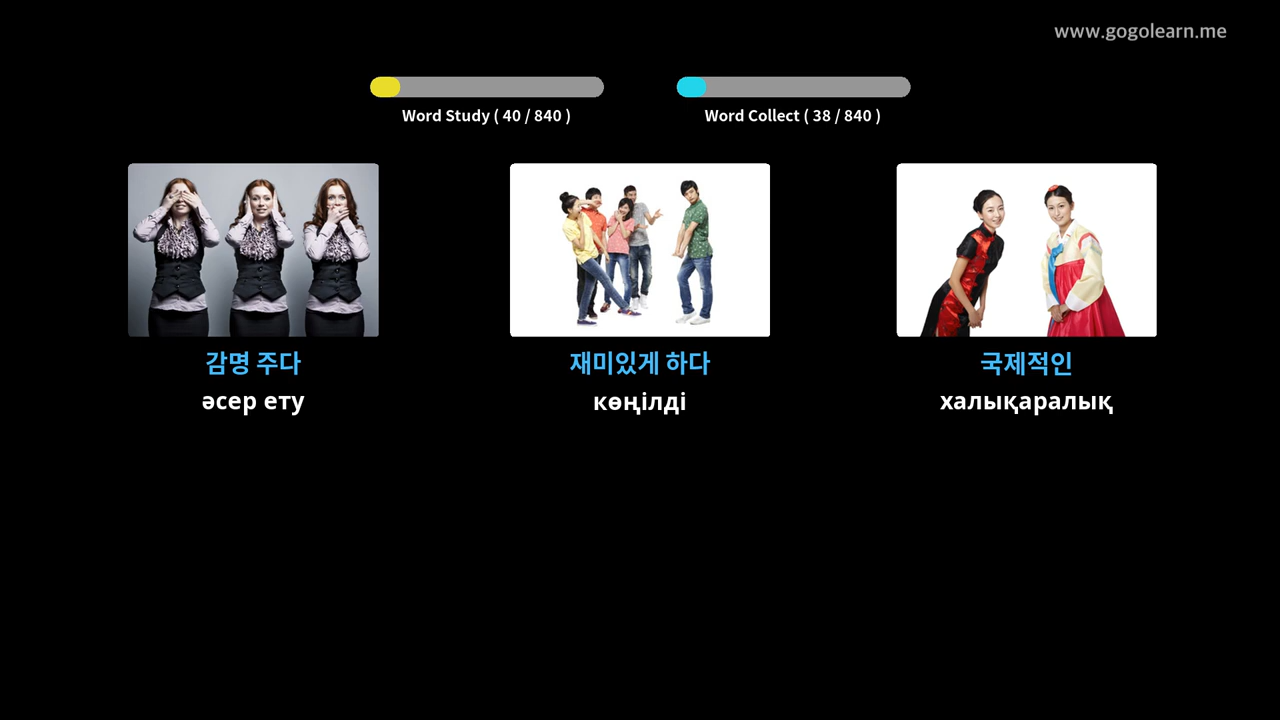 www.gogolearn.me
Word Study ( 40 / 840 )
Word Collect ( 38 / 840 )
감명 주다
әсер ету
재미있게 하다
көңілді
국제적인
халықаралық